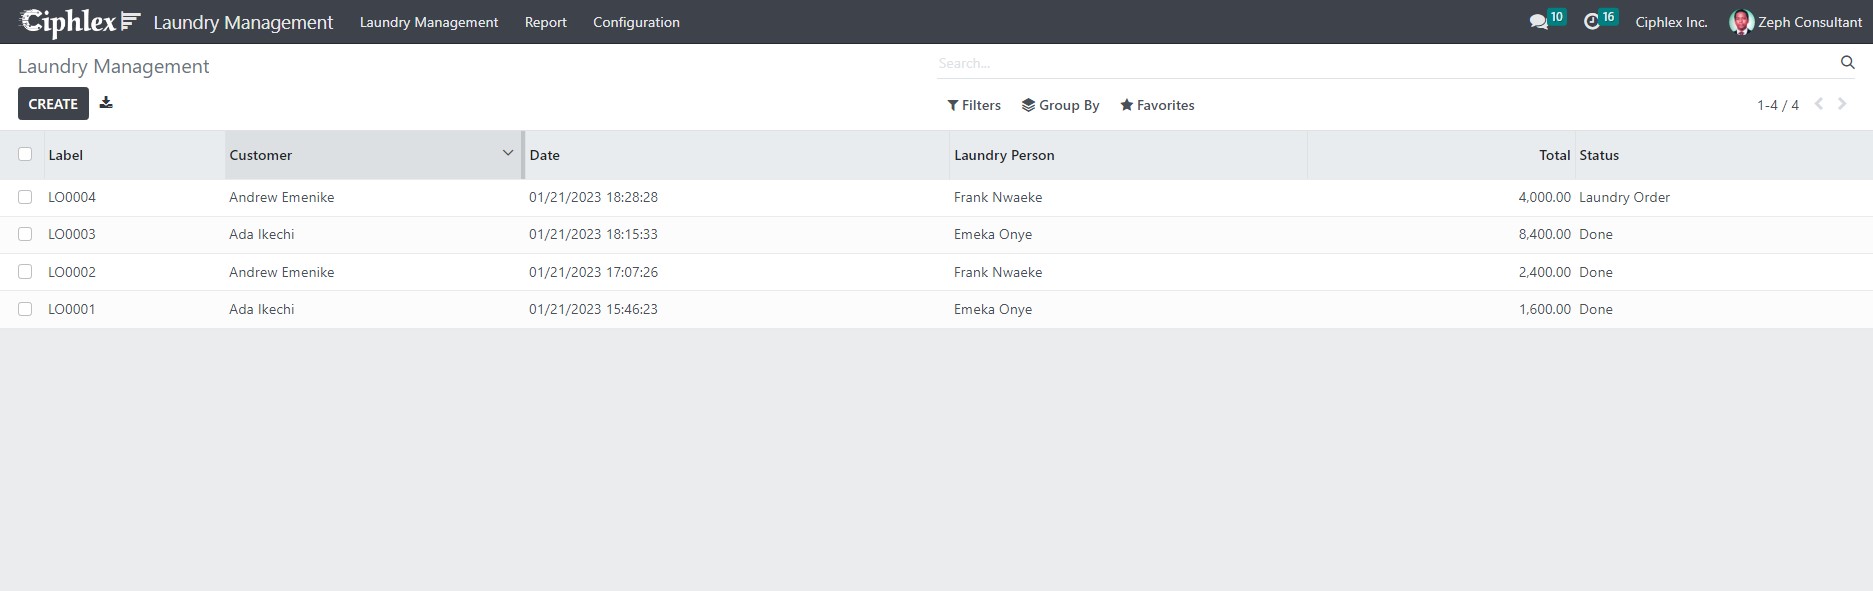 Ciphlex Laundry Management Laundry Management Report Configuration 10 16 Ciphlex Inc. Zeph Consultant
Laundry Management Search...
CREATE Filters Group By Favorites 1-4 / 4
Label Customer Date Laundry Person Total Status
LO0004 Andrew Emenike 01/21/2023 18:28:28 Frank Nwaeke 4,000.00 Laundry Order
LO0003 Ada Ikechi 01/21/2023 18:15:33 Emeka Onye 8,400.00 Done
LO0002 Andrew Emenike 01/21/2023 17:07:26 Frank Nwaeke 2,400.00 Done
LO0001 Ada Ikechi 01/21/2023 15:46:23 Emeka Onye 1,600.00 Done